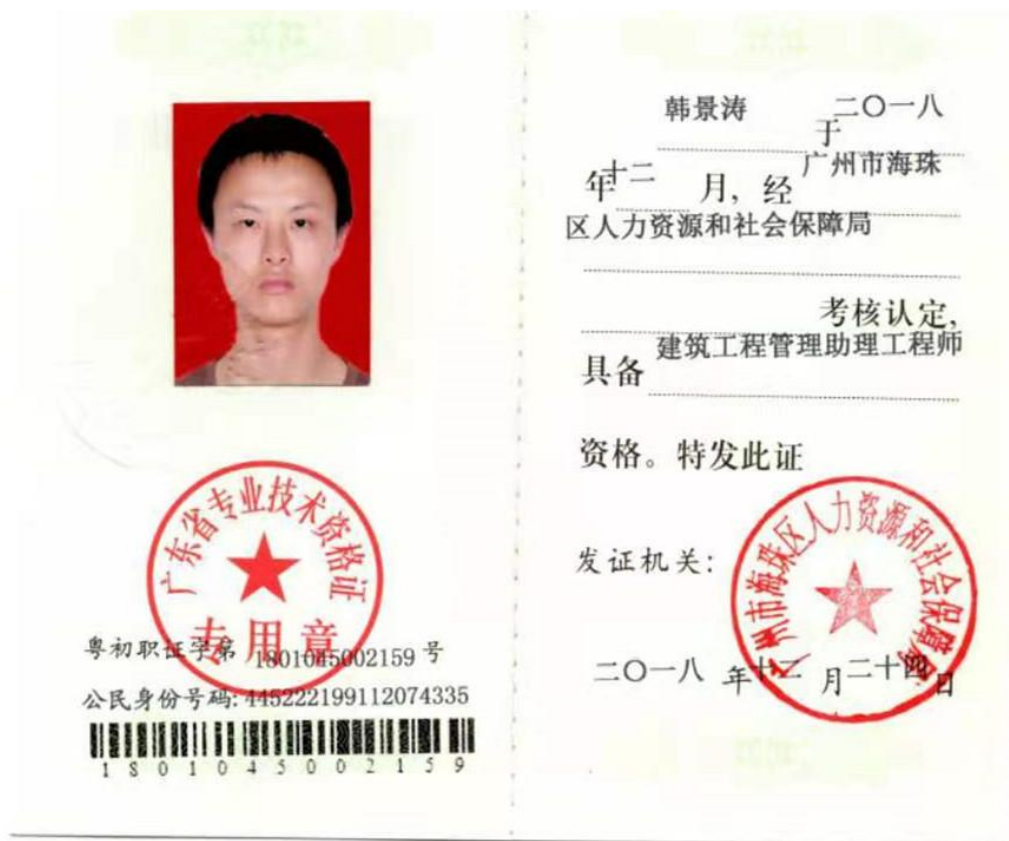 广东省专业技术资格证
专用章
粤初职证字第 1801045002159 号
公民身份号码: 445222199112074335
1801045002159
韩景涛 于 二〇一八
年 十二 月, 经 广州市海珠
区人力资源和社会保障局
考核认定,
具备 建筑工程管理助理工程师
资格。特发此证
发证机关:
广州市海珠区人力资源和社会保障局
二〇一八 年 十二 月 二十四 日